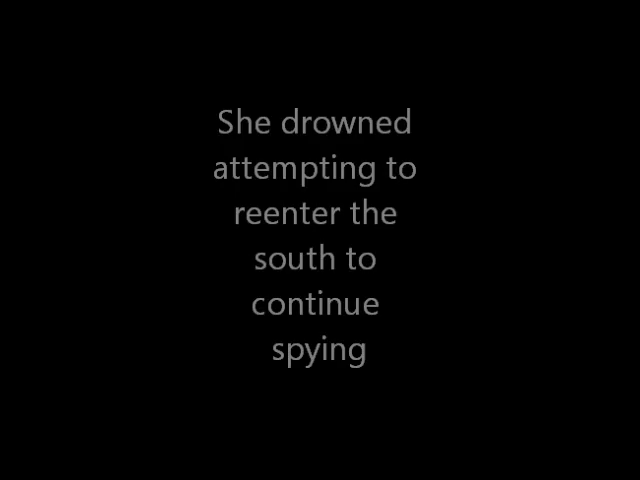 She drowned
attempting to
reenter the
south to
continue
spying